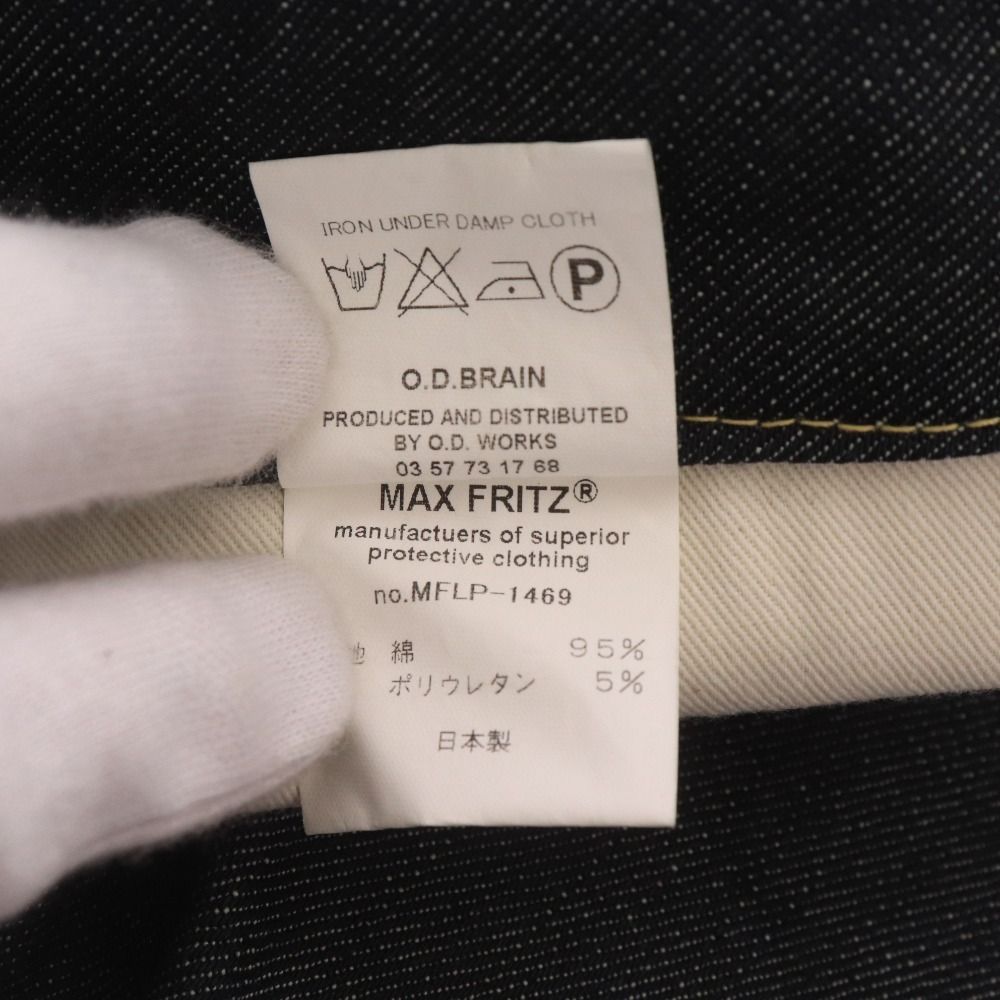 IRON UNDER DAMP CLOTH
P
O.D.BRAIN
PRODUCED AND DISTRIBUTED
BY O.D. WORKS
03 57 73 17 68
MAX FRITZ®
manufactuers of superior
protective clothing
no.MFLP-1469
地 綿 95%
ポリウレタン 5%
日本製